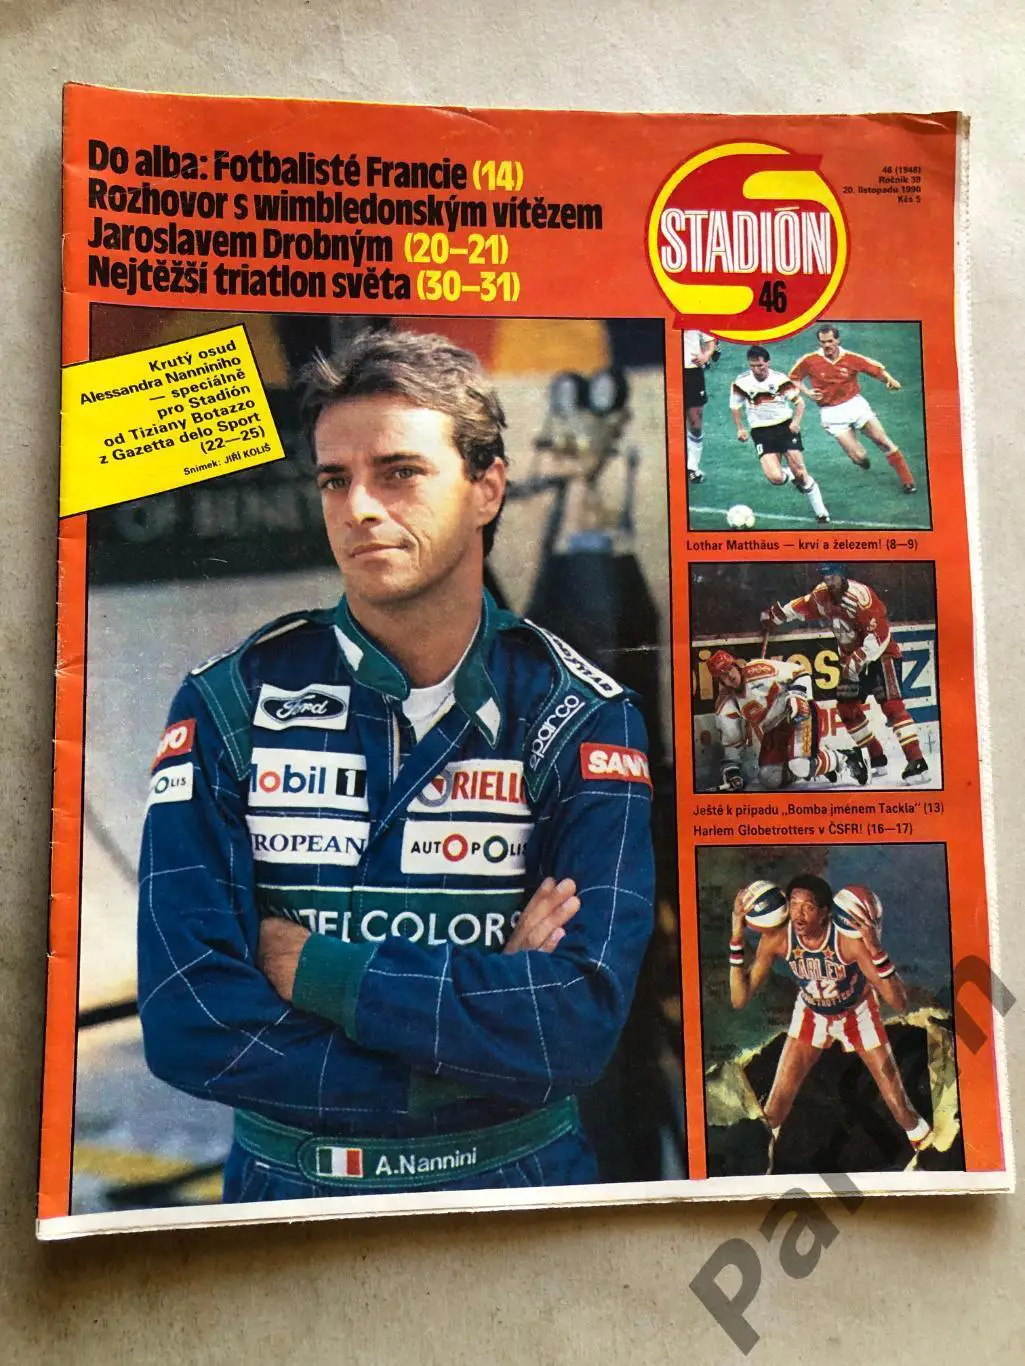 Do alba: Fotbalisté Francie (14)
Rozhovor s wimbledonským vítězem
Jaroslavem Drobným (20—21)
Nejtěžší triatlon světa (30—31)
STADIÓN
46
46 (1948)
Ročník 38
20. listopadu 1990
Kčs 5
Krutý osud
Alessandra Nanniniho
— speciálně
pro Stadión
od Tiziany Botazzo
z Gazetta delo Sport
(22—25)
Snímek: JIŘÍ KOLIŠ
Lothar Matthäus — krví a železem! (8—9)
Ještě k případu „Bomba jménem Tackla" (13)
Harlem Globetrotters v ČSFR! (16—17)
Ford
Mobil 1
RIELLO
sparco
SANYO
AUTOPOLIS
COLORS
A.Nannini
HARLEM
12
Partizan